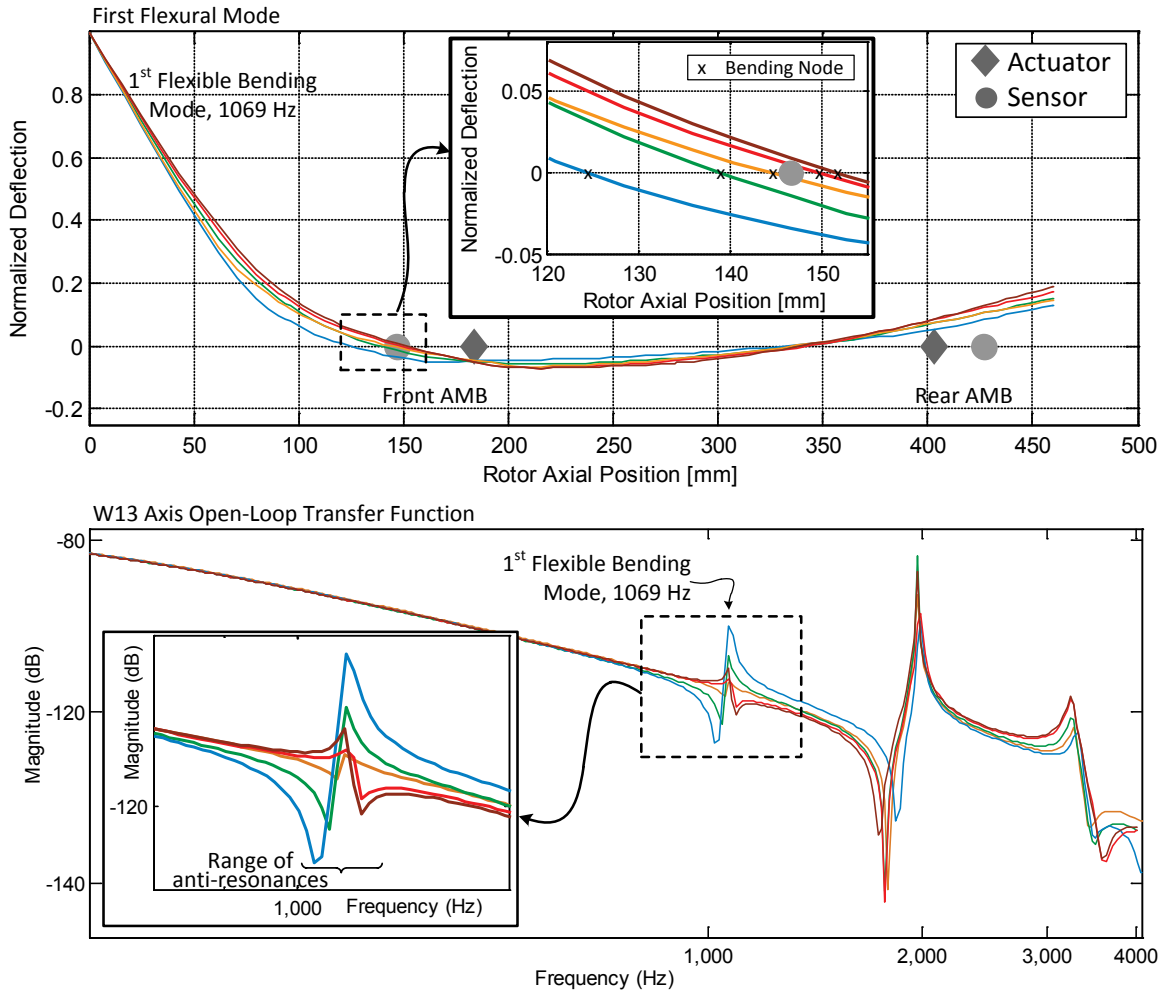 First Flexural Mode
1st Flexible Bending
Mode, 1069 Hz
Normalized Deflection
0.8
0.6
0.4
0.2
0
-0.2
0
50
100
150
200
250
300
350
400
450
500
Rotor Axial Position [mm]
Front AMB
Rear AMB
Normalized Deflection
0.05
0
-0.05
120
130
140
150
Rotor Axial Position [mm]
x Bending Node
Actuator
Sensor
W13 Axis Open-Loop Transfer Function
Magnitude (dB)
-80
-120
-140
1st Flexible Bending
Mode, 1069 Hz
Magnitude (dB)
-120
Range of
anti-resonances
1,000
Frequency (Hz)
1,000
2,000
3,000
4000
Frequency (Hz)